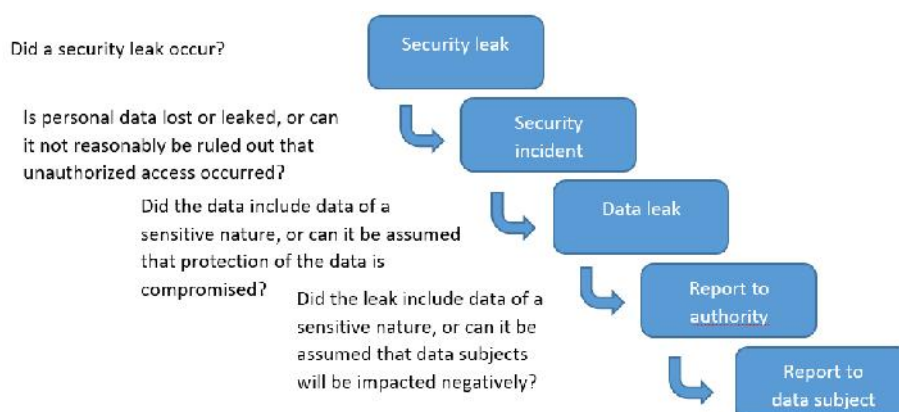 Did a security leak occur?
Security leak
Is personal data lost or leaked, or can
it not reasonably be ruled out that
unauthorized access occurred?
Security
incident
Did the data include data of a
sensitive nature, or can it be assumed
that protection of the data is
compromised?
Data leak
Did the leak include data of a
sensitive nature, or can it be
assumed that data subjects
will be impacted negatively?
Report to
authority
Report to
data subject